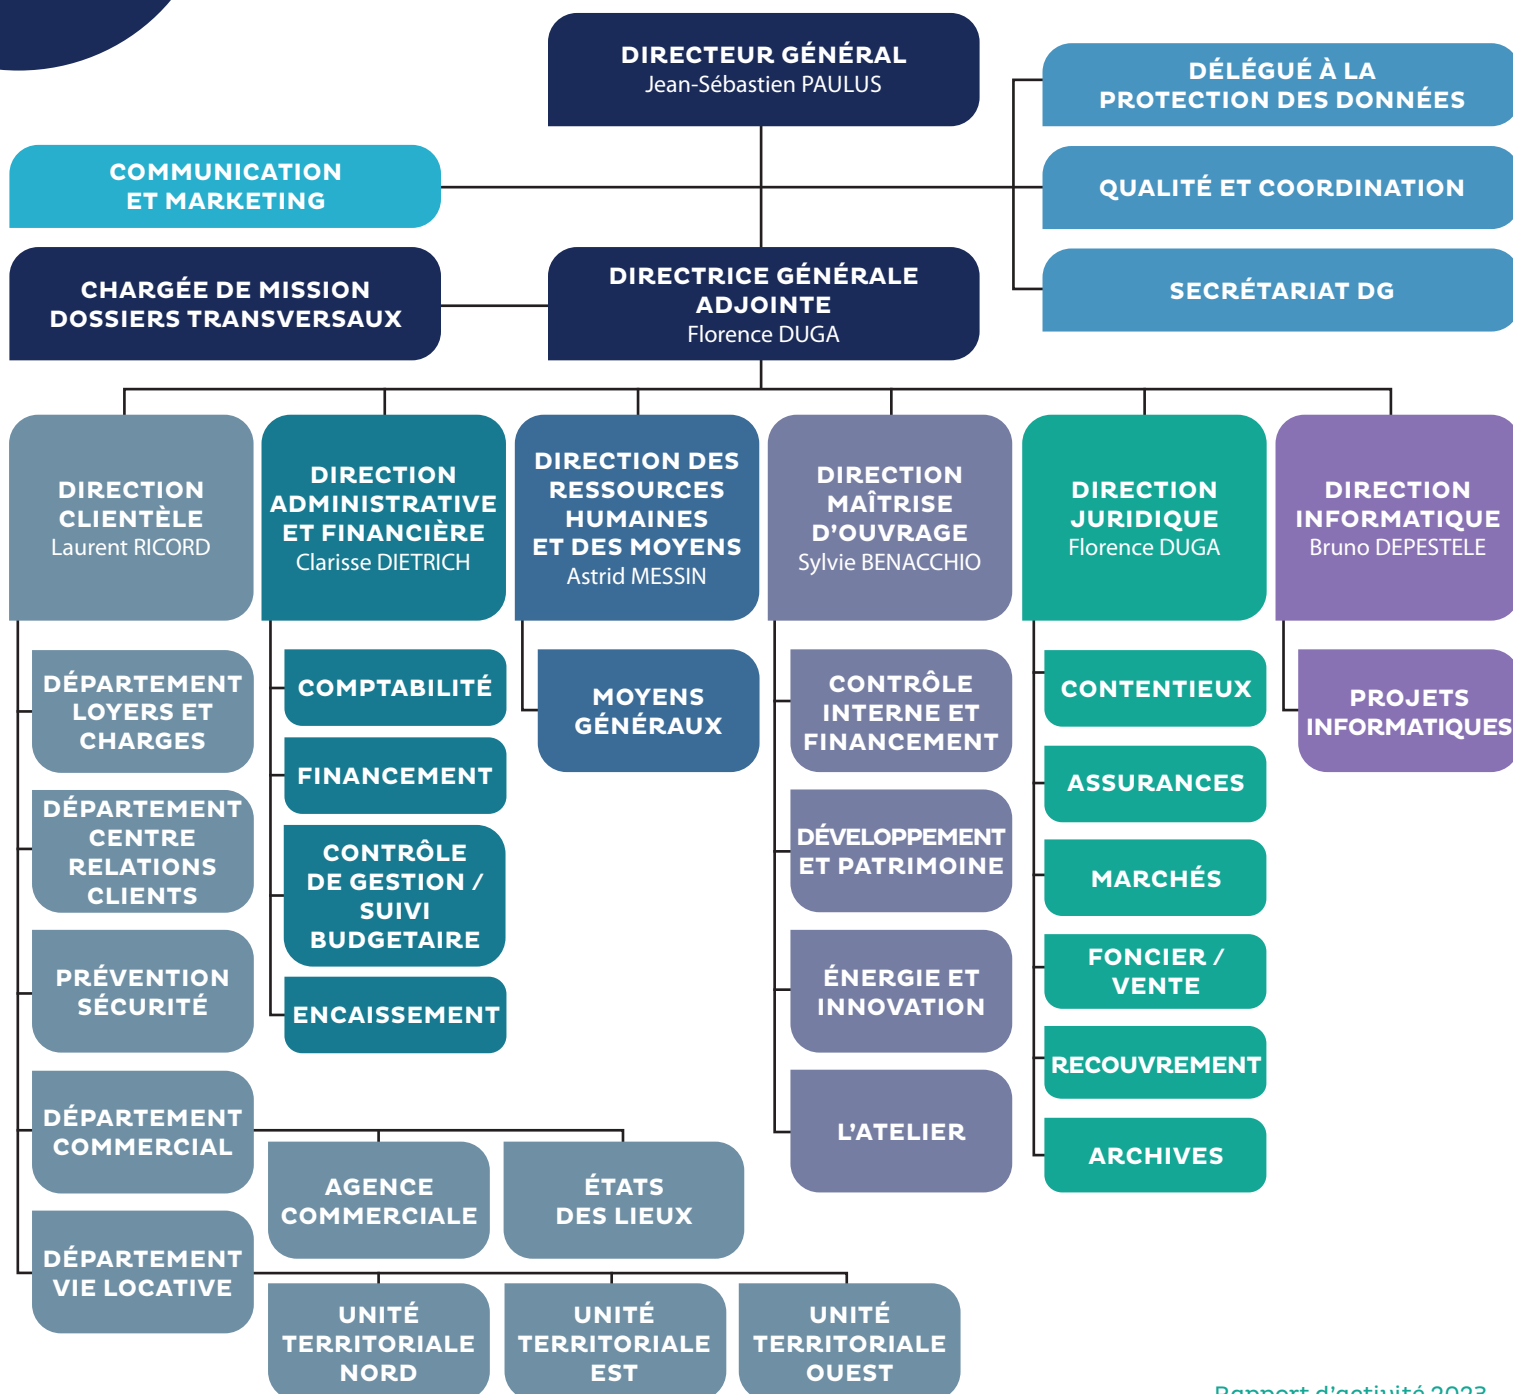 DIRECTEUR GÉNÉRAL
Jean-Sébastien PAULUS
DÉLÉGUÉ À LA
PROTECTION DES DONNÉES
COMMUNICATION
ET MARKETING
QUALITÉ ET COORDINATION
CHARGÉE DE MISSION
DOSSIERS TRANSVERSAUX
DIRECTRICE GÉNÉRALE
ADJOINTE
Florence DUGA
SECRÉTARIAT DG
DIRECTION
CLIENTÈLE
Laurent RICORD
DIRECTION
ADMINISTRATIVE
ET FINANCIÈRE
Clarisse DIETRICH
DIRECTION DES
RESSOURCES
HUMAINES
ET DES MOYENS
Astrid MESSIN
DIRECTION
MAÎTRISE
D'OUVRAGE
Sylvie BENACCHIO
DIRECTION
JURIDIQUE
Florence DUGA
DIRECTION
INFORMATIQUE
Bruno DEPESTELE
DÉPARTEMENT
LOYERS ET
CHARGES
DÉPARTEMENT
CENTRE
RELATIONS
CLIENTS
PRÉVENTION
SÉCURITÉ
DÉPARTEMENT
COMMERCIAL
AGENCE
COMMERCIALE
ÉTATS
DES LIEUX
DÉPARTEMENT
VIE LOCATIVE
UNITÉ
TERRITORIALE
NORD
UNITÉ
TERRITORIALE
EST
UNITÉ
TERRITORIALE
OUEST
COMPTABILITÉ
FINANCEMENT
CONTRÔLE
DE GESTION /
SUIVI
BUDGETAIRE
ENCAISSEMENT
MOYENS
GÉNÉRAUX
CONTRÔLE
INTERNE ET
FINANCEMENT
DÉVELOPPEMENT
ET PATRIMOINE
ÉNERGIE ET
INNOVATION
L'ATELIER
CONTENTIEUX
ASSURANCES
MARCHÉS
FONCIER /
VENTE
RECOUVREMENT
ARCHIVES
PROJETS
INFORMATIQUES
Rapport d'activité 2023